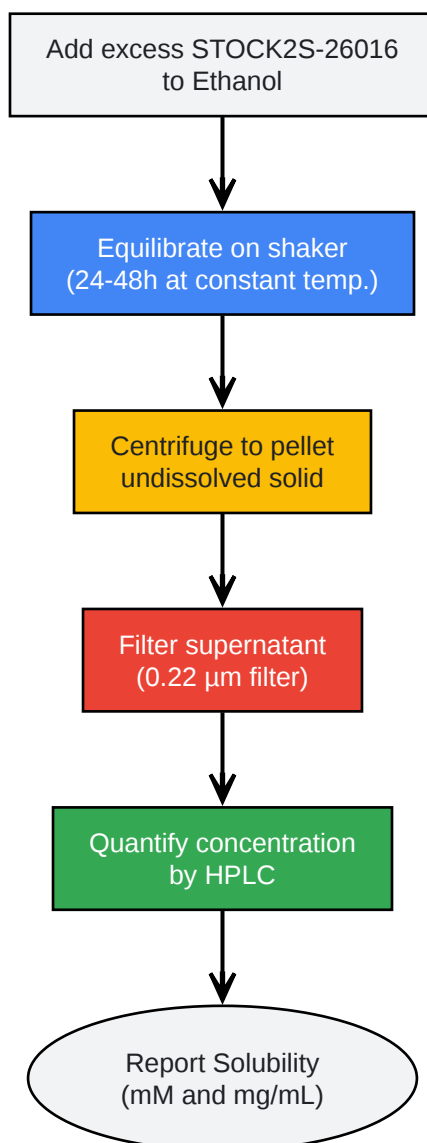 Add excess STOCK2S-26016
to Ethanol
Equilibrate on shaker
(24-48h at constant temp.)
Centrifuge to pellet
undissolved solid
Filter supernatant
(0.22 µm filter)
Quantify concentration
by HPLC
Report Solubility
(mM and mg/mL)